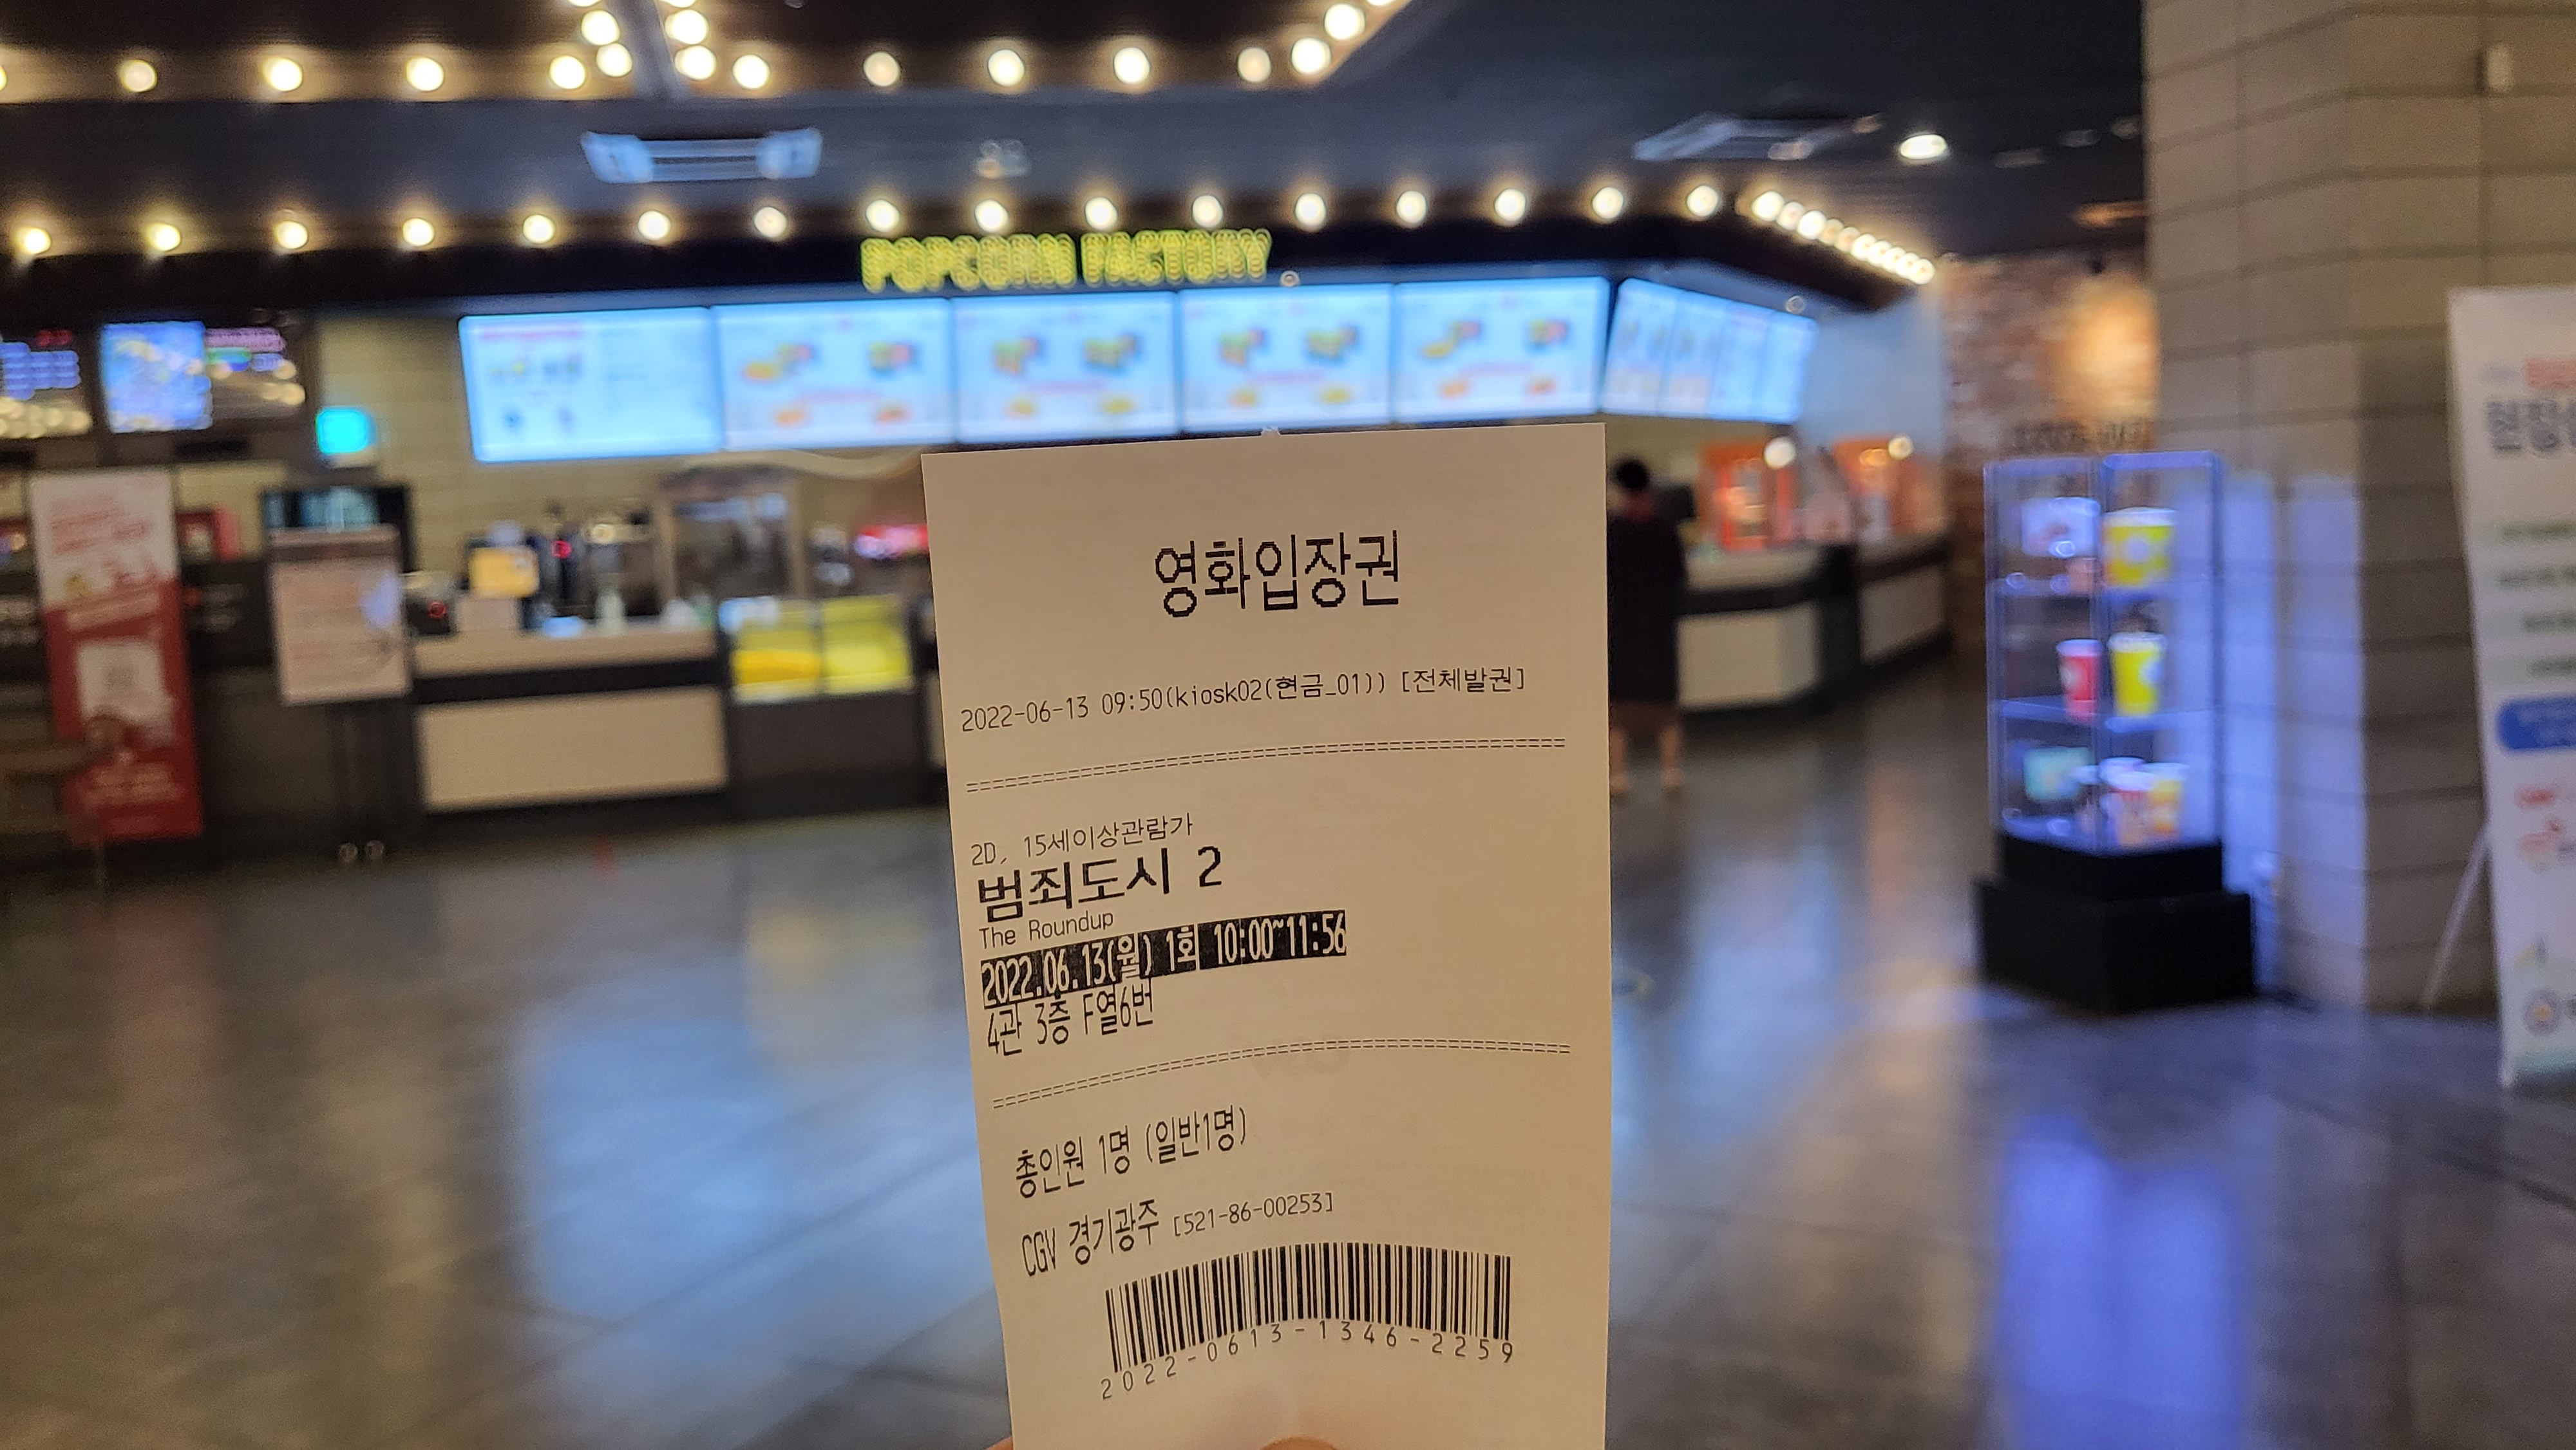 POPCORN FACTORY
영화입장권
2022-06-13 09:50(kiosk02(현금_01)) [전체발권]
================================================
2D, 15세이상관람가
범죄도시 2
The Roundup
2022.06.13(월) 1회 10:00~11:56
4관 3층 F열6번
================================================
총인원 1명 (일반1명)
CGV 경기광주 [521-86-00253]
2022-0613-1346-2259